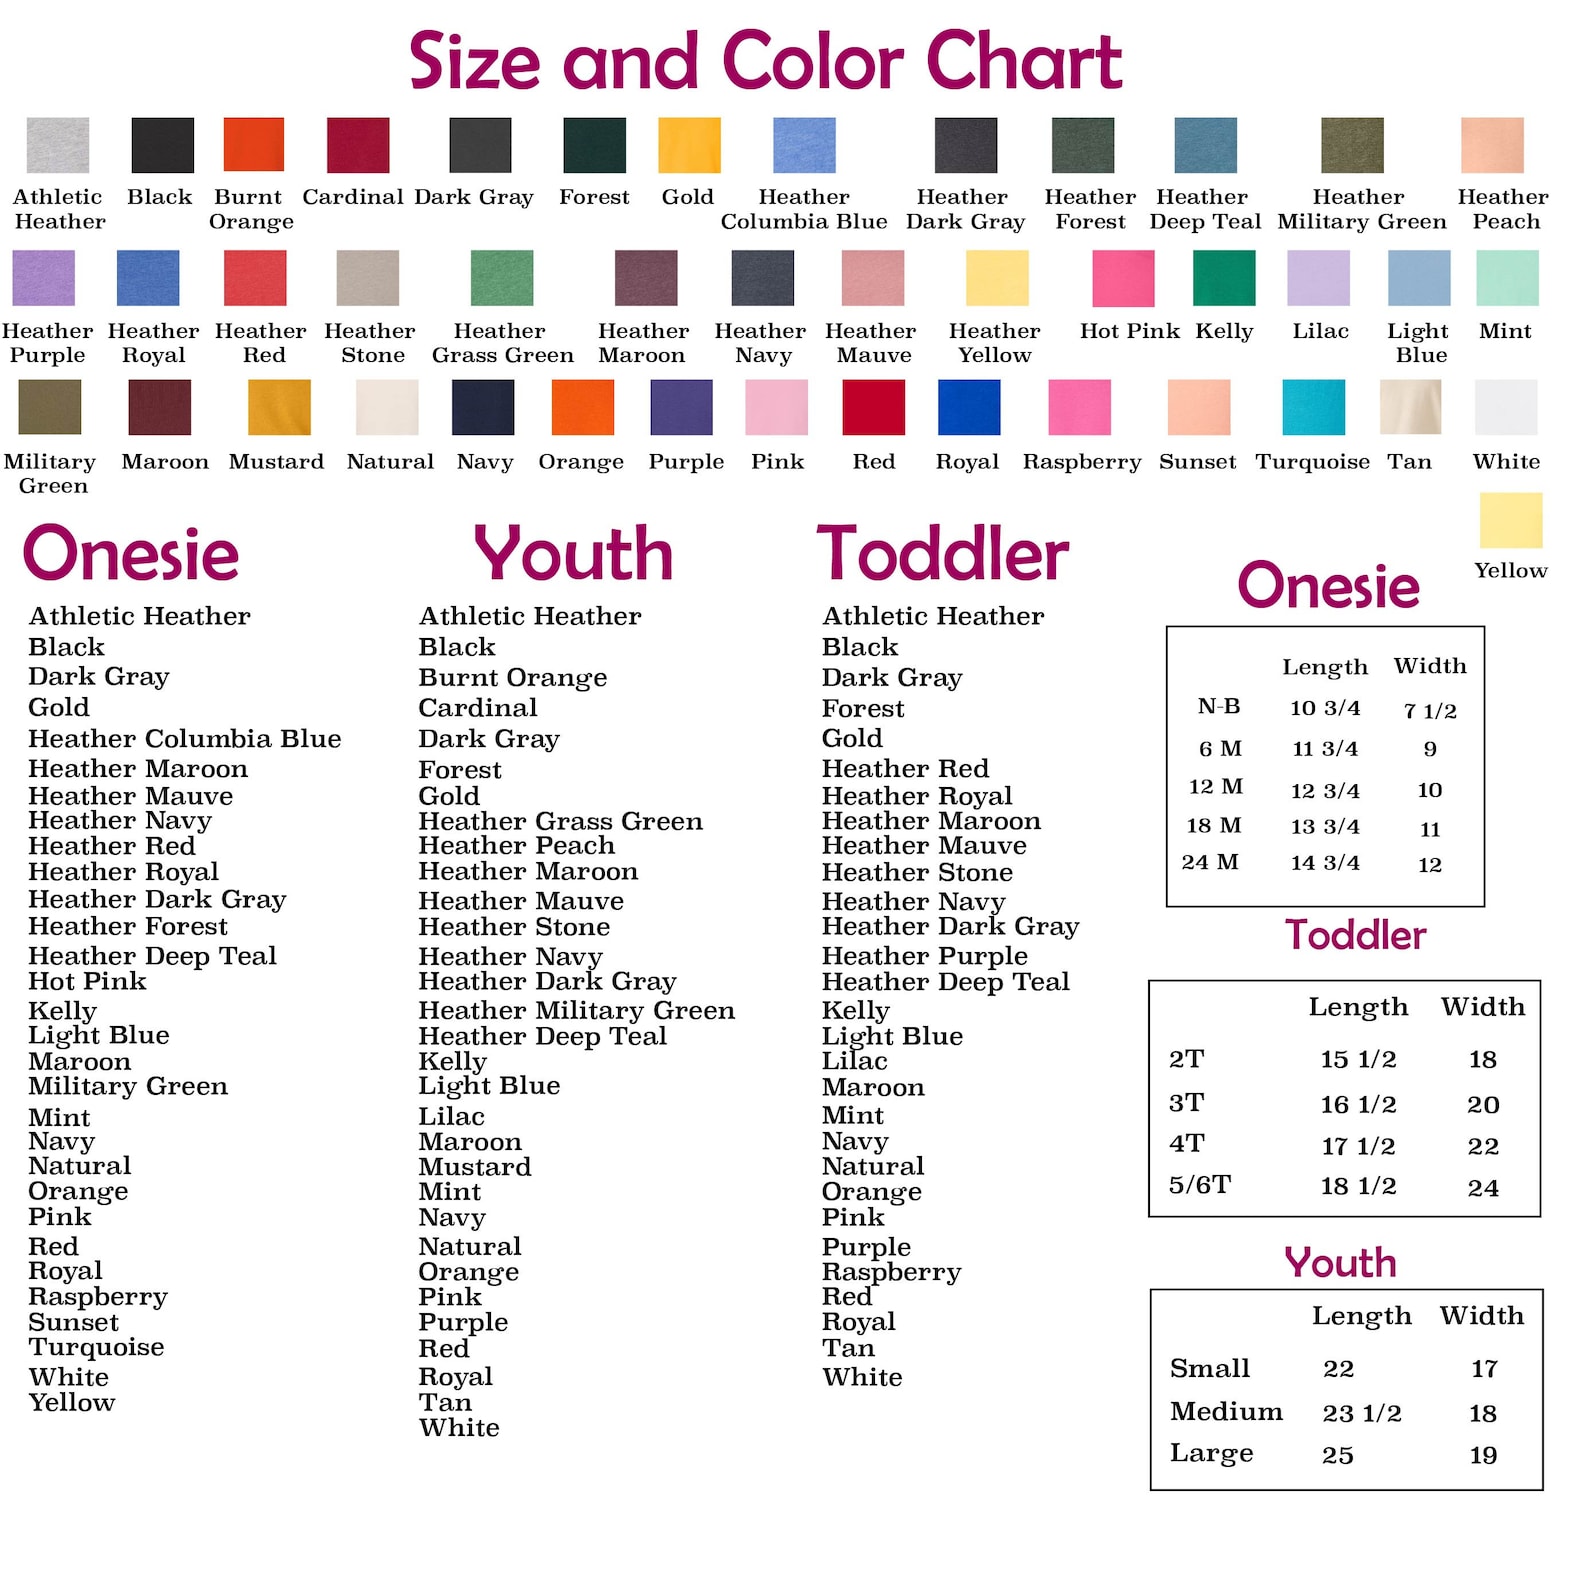 Size and Color Chart
Athletic Black Burnt Cardinal Dark Gray Forest Gold Heather Heather Heather Heather Heather Heather
Heather Orange Columbia Blue Dark Gray Forest Deep Teal Military Green Peach
Heather Heather Heather Heather Heather Heather Heather Heather Heather Hot Pink Kelly Lilac Light Mint
Purple Royal Red Stone Grass Green Maroon Navy Mauve Yellow Blue
Military Maroon Mustard Natural Navy Orange Purple Pink Red Royal Raspberry Sunset Turquoise Tan White
Green
Yellow
Onesie
Athletic Heather
Black
Dark Gray
Gold
Heather Columbia Blue
Heather Maroon
Heather Mauve
Heather Navy
Heather Red
Heather Royal
Heather Dark Gray
Heather Forest
Heather Deep Teal
Hot Pink
Kelly
Light Blue
Maroon
Military Green
Mint
Navy
Natural
Orange
Pink
Red
Royal
Raspberry
Sunset
Turquoise
White
Yellow
Youth
Athletic Heather
Black
Burnt Orange
Cardinal
Dark Gray
Forest
Gold
Heather Grass Green
Heather Peach
Heather Maroon
Heather Mauve
Heather Stone
Heather Navy
Heather Dark Gray
Heather Military Green
Heather Deep Teal
Kelly
Light Blue
Lilac
Maroon
Mustard
Mint
Navy
Natural
Orange
Pink
Purple
Red
Royal
Tan
White
Toddler
Athletic Heather
Black
Dark Gray
Forest
Gold
Heather Red
Heather Royal
Heather Maroon
Heather Mauve
Heather Stone
Heather Navy
Heather Dark Gray
Heather Purple
Heather Deep Teal
Kelly
Light Blue
Lilac
Maroon
Mint
Navy
Natural
Orange
Pink
Purple
Raspberry
Red
Royal
Tan
White
Onesie
Length Width
N-B 10 3/4 7 1/2
6 M 11 3/4 9
12 M 12 3/4 10
18 M 13 3/4 11
24 M 14 3/4 12
Toddler
Length Width
2T 15 1/2 18
3T 16 1/2 20
4T 17 1/2 22
5/6T 18 1/2 24
Youth
Length Width
Small 22 17
Medium 23 1/2 18
Large 25 19